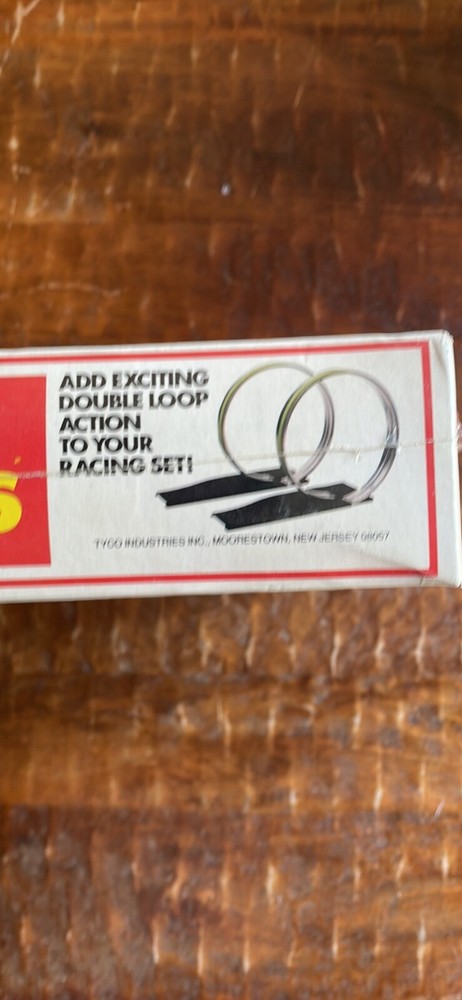 S
ADD EXCITING
DOUBLE LOOP
ACTION
TO YOUR
RACING SET!
TYCO INDUSTRIES INC., MOORESTOWN, NEW JERSEY 08057